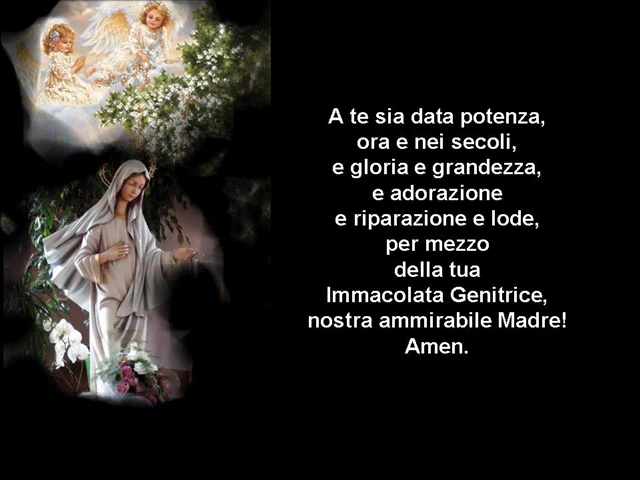 A te sia data potenza,
ora e nei secoli,
e gloria e grandezza,
e adorazione
e riparazione e lode,
per mezzo
della tua
Immacolata Genitrice,
nostra ammirabile Madre!
Amen.